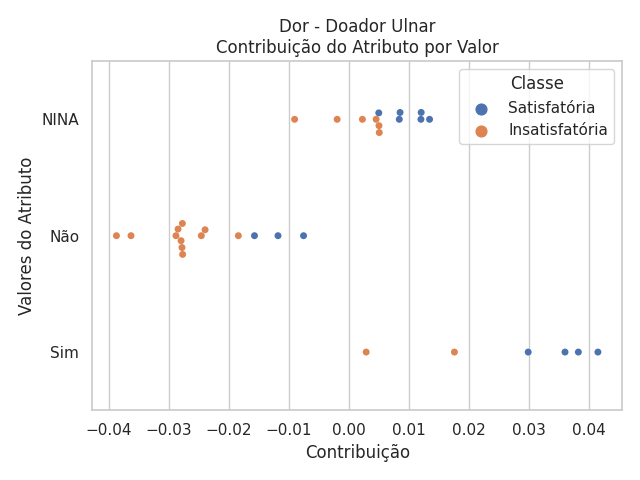 Dor - Doador Ulnar
Contribuição do Atributo por Valor
Classe
Satisfatória
Insatisfatória
Valores do Atributo
NINA
Não
Sim
−0.04 −0.03 −0.02 −0.01 0.00 0.01 0.02 0.03 0.04
Contribuição